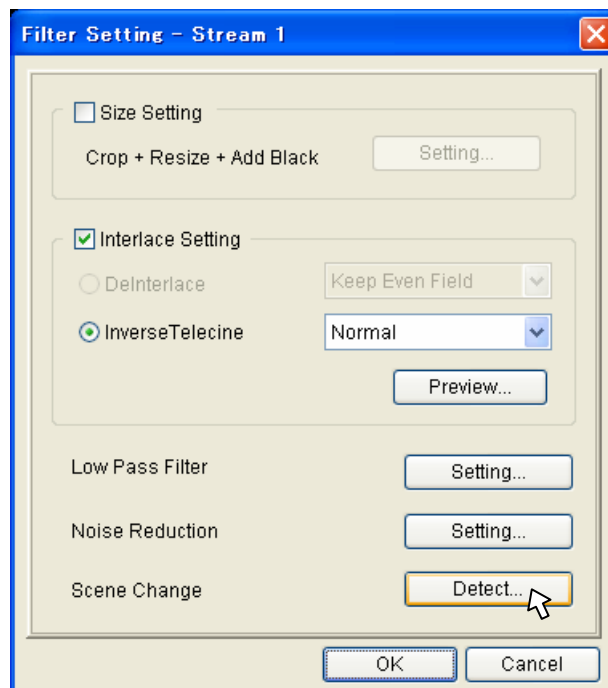 Filter Setting - Stream 1
Size Setting
Crop + Resize + Add Black Setting...
Interlace Setting
DeInterlace Keep Even Field
InverseTelecine Normal
Preview...
Low Pass Filter Setting...
Noise Reduction Setting...
Scene Change Detect...
OK Cancel